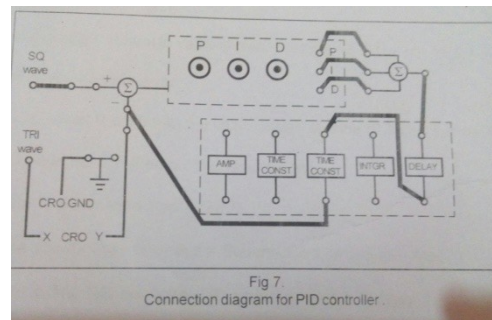 P I D
P
I
D
SQ
wave
+
Σ
−
Σ
TRI
wave
AMP
TIME
CONST
TIME
CONST
INTGR
DELAY
CRO GND
X CRO Y
Fig 7.
Connection diagram for PID controller.